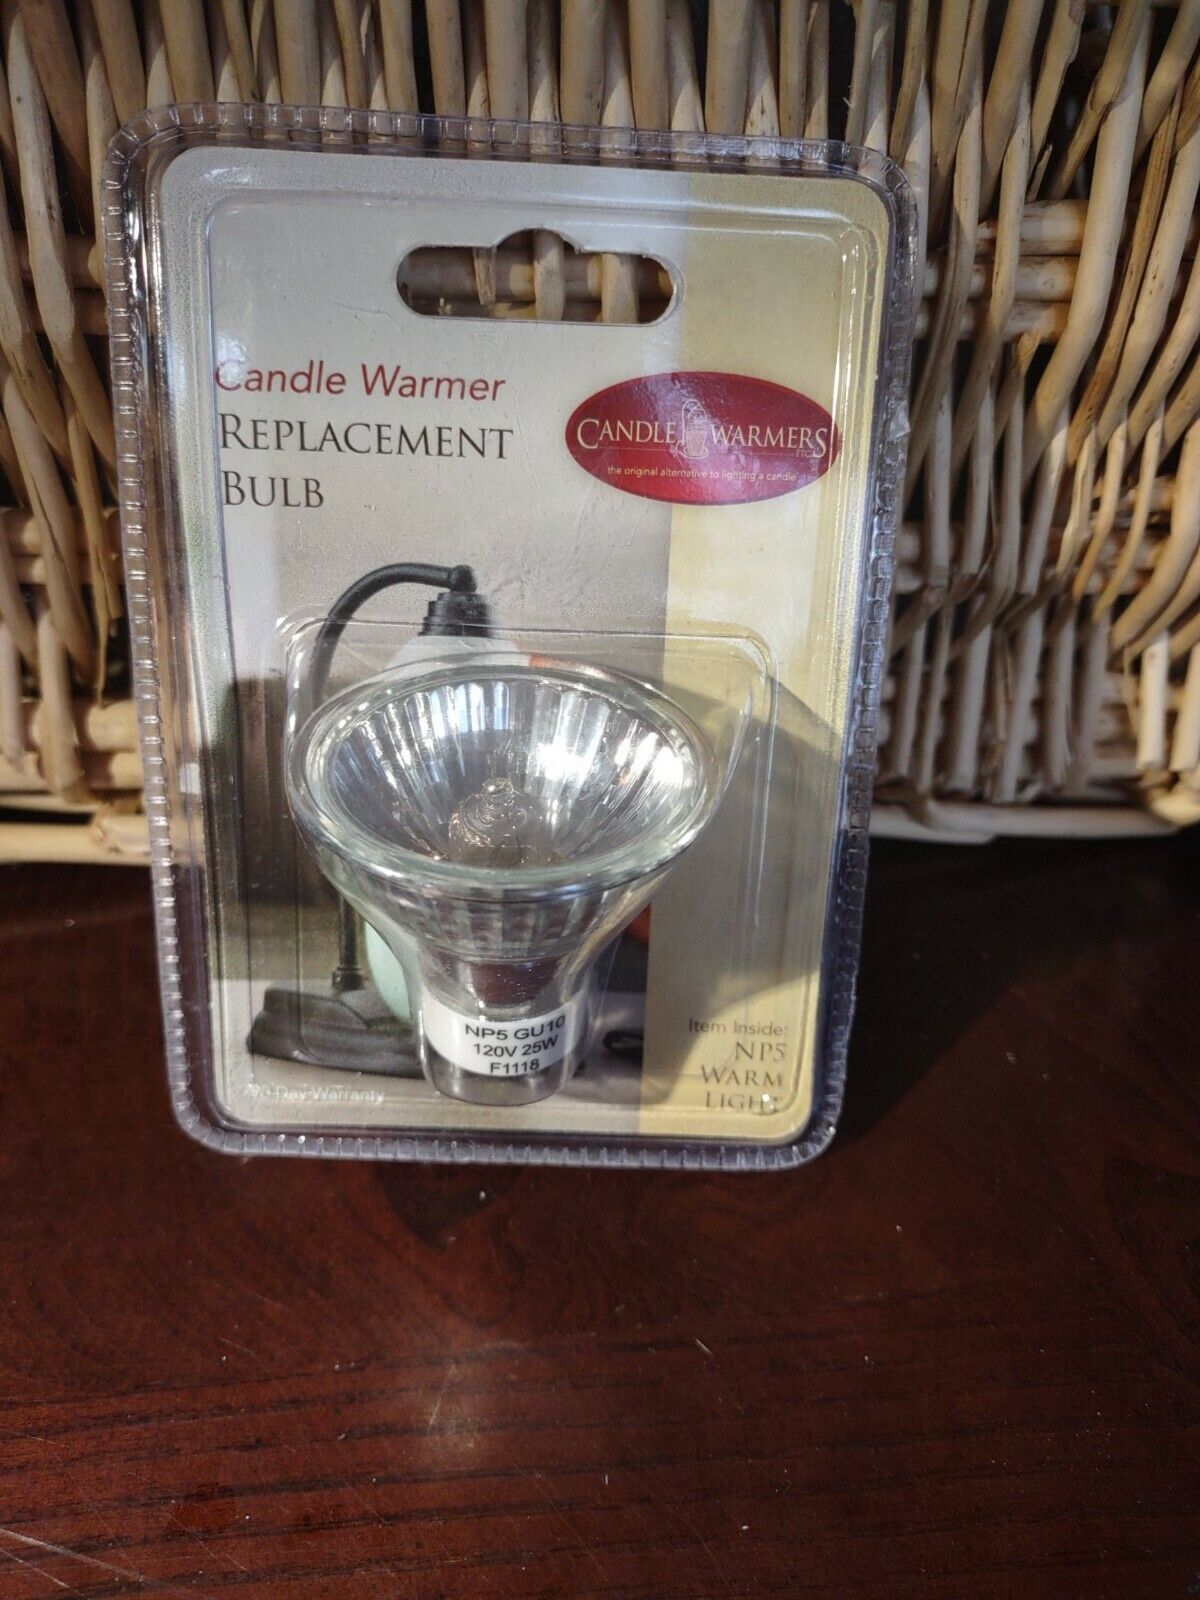 Candle Warmer
REPLACEMENT
BULB
CANDLE WARMERS
ETC.
the original alternative to lighting a candle
NP5 GU10
120V 25W
F1118
Item Inside:
NP5
WARM
LIGHT
90-Day Warranty